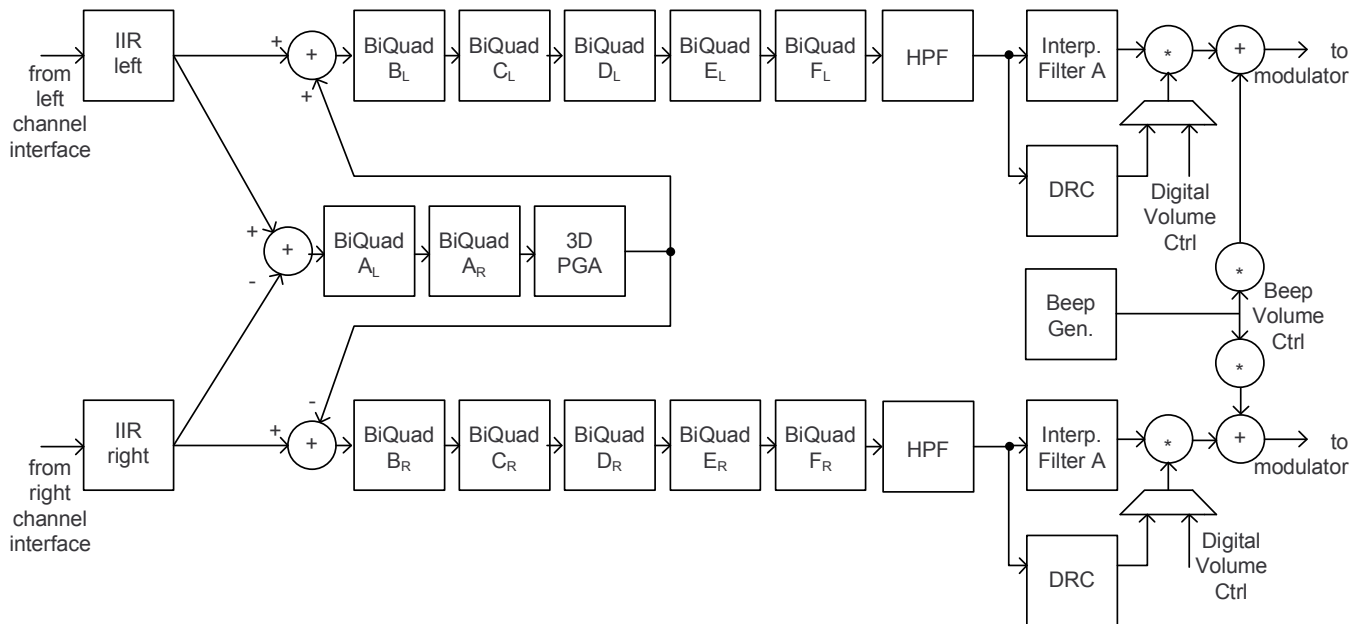 IIR
left
from
left
channel
interface
+
+
+
BiQuad
BL
BiQuad
CL
BiQuad
DL
BiQuad
EL
BiQuad
FL
HPF
Interp.
Filter A
*
+
to
modulator
DRC
Digital
Volume
Ctrl
+
+
-
BiQuad
AL
BiQuad
AR
3D
PGA
Beep
Gen.
*
Beep
Volume
Ctrl
*
IIR
right
from
right
channel
interface
-
+
+
BiQuad
BR
BiQuad
CR
BiQuad
DR
BiQuad
ER
BiQuad
FR
HPF
Interp.
Filter A
*
+
to
modulator
DRC
Digital
Volume
Ctrl